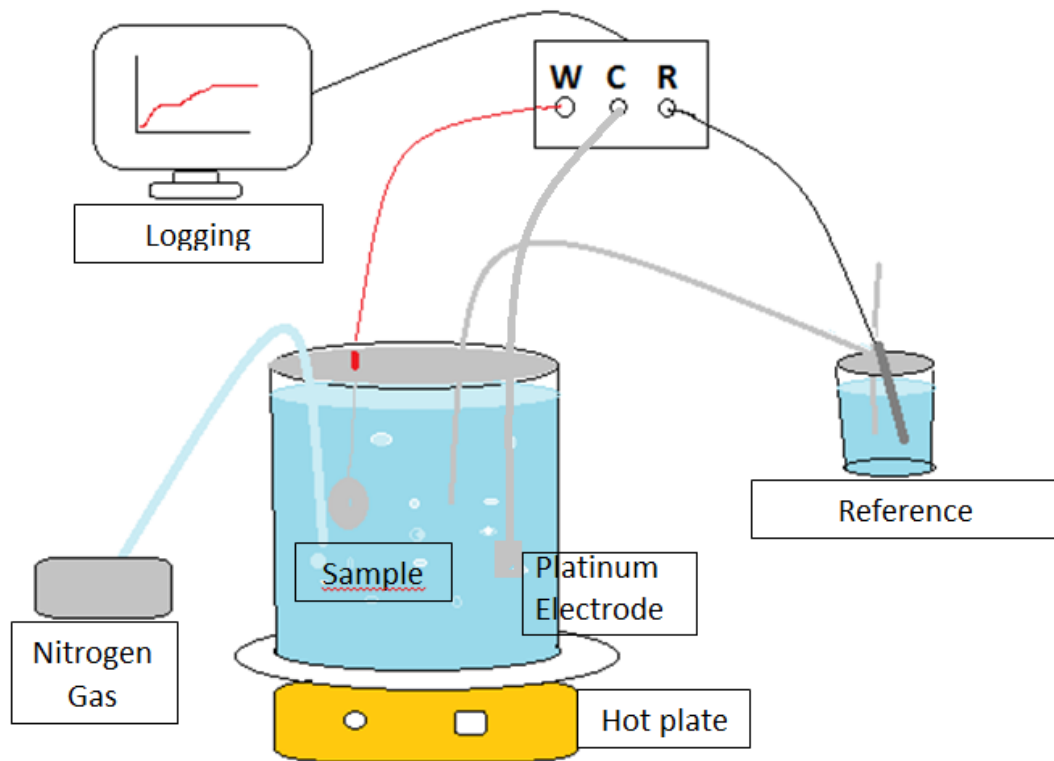 W C R
Logging
Reference
Sample
Platinum
Electrode
Nitrogen
Gas
Hot plate